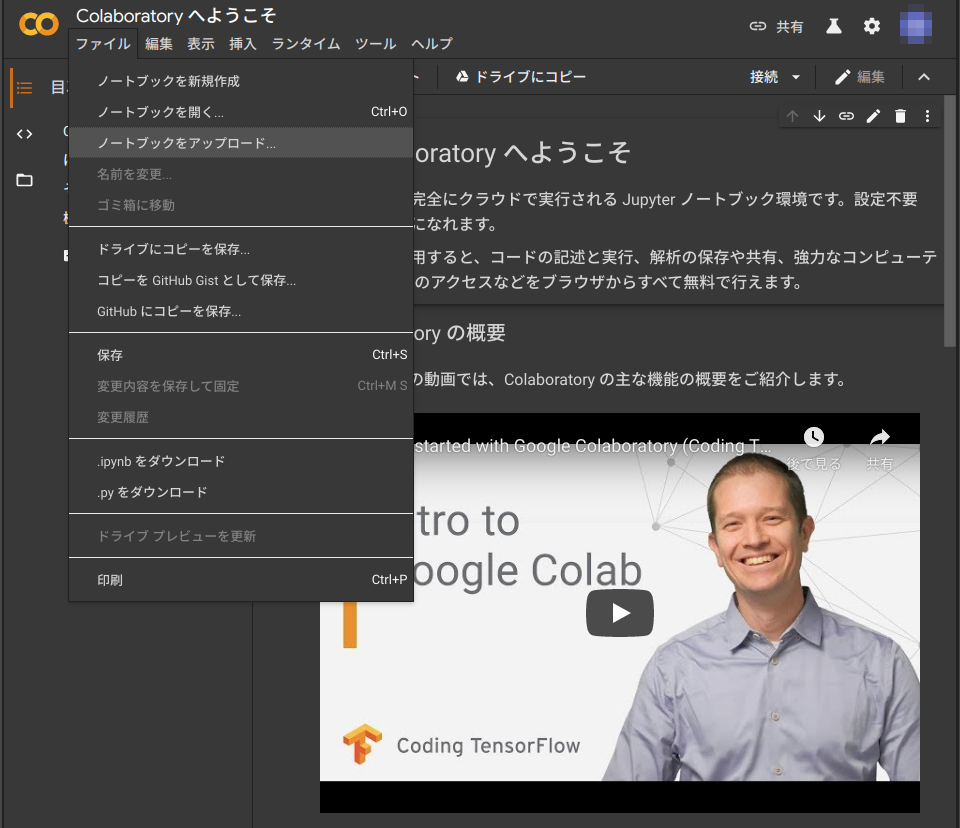 Colaboratory へようこそ
共有
ファイル 編集 表示 挿入 ランタイム ツール ヘルプ
ドライブにコピー
接続
編集
目
ノートブックを新規作成
ノートブックを開く... Ctrl+O
ノートブックをアップロード...
名前を変更...
ゴミ箱に移動
ドライブにコピーを保存...
コピーを GitHub Gist として保存...
GitHub にコピーを保存...
保存 Ctrl+S
変更内容を保存して固定 Ctrl+M S
変更履歴
.ipynb をダウンロード
.py をダウンロード
ドライブ プレビューを更新
印刷 Ctrl+P
oratory へようこそ
完全にクラウドで実行される Jupyter ノートブック環境です。設定不要
になれます。
用すると、コードの記述と実行、解析の保存や共有、強力なコンピューテ
のアクセスなどをブラウザからすべて無料で行えます。
ory の概要
の動画では、Colaboratory の主な機能の概要をご紹介します。
started with Google Colaboratory (Coding T...
後で見る
共有
tro to
oogle Colab
Coding TensorFlow